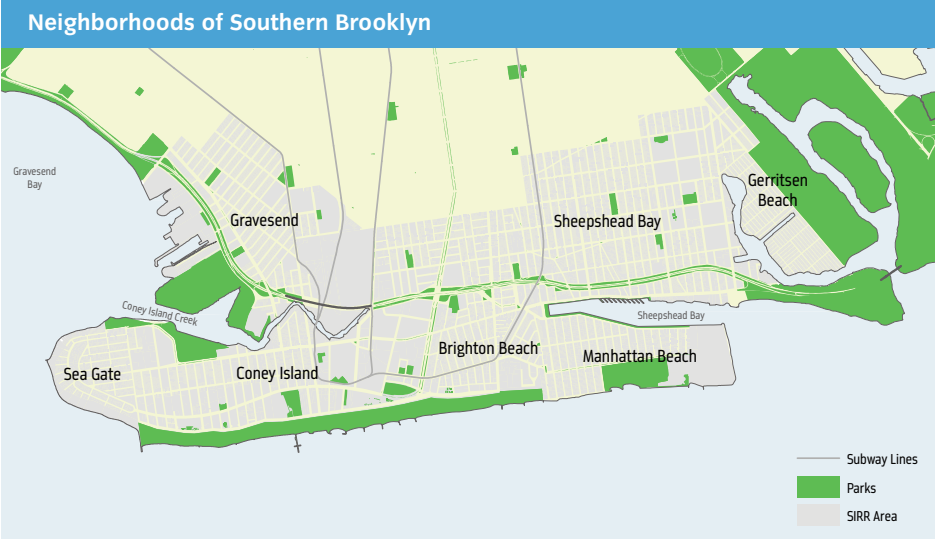 Neighborhoods of Southern Brooklyn
Gravesend
Bay
Gerritsen
Beach
Gravesend
Sheepshead Bay
Coney Island Creek
Sheepshead Bay
Brighton Beach
Manhattan Beach
Sea Gate
Coney Island
Subway Lines
Parks
SIRR Area